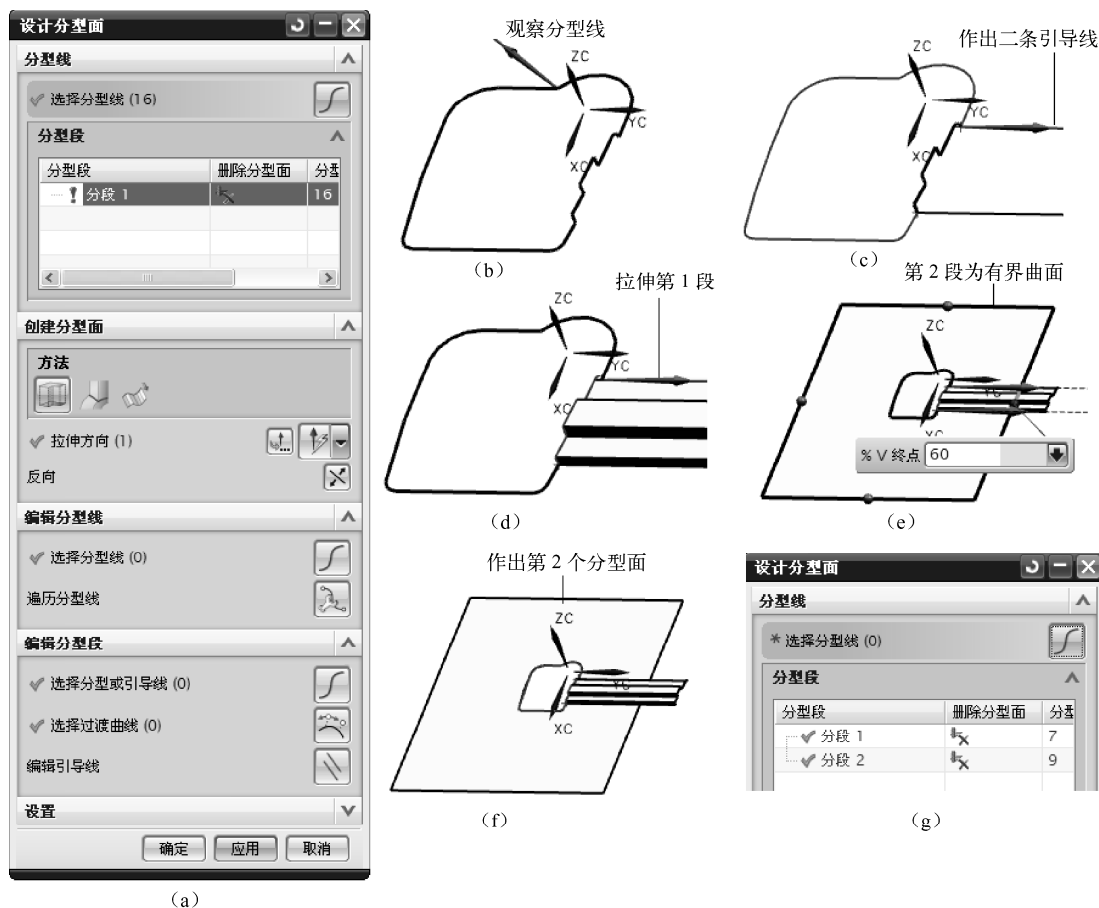 设计分型面
分型线
选择分型线 (16)
分型段
分型段 删除分型面 分型
分段 1 16
创建分型面
方法
拉伸方向 (1)
反向
编辑分型线
选择分型线 (0)
遍历分型线
编辑分型段
选择分型或引导线 (0)
选择过渡曲线 (0)
编辑引导线
设置
确定 应用 取消
（a）
观察分型线
ZC
YC
XC
（b）
作出二条引导线
ZC
YC
XC
（c）
拉伸第 1 段
ZC
YC
XC
（d）
第 2 段为有界曲面
ZC
YC
XC
% V 终点 60
（e）
作出第 2 个分型面
ZC
YC
XC
（f）
设计分型面
分型线
* 选择分型线 (0)
分型段
分型段 删除分型面 分型
分段 1 7
分段 2 9
（g）